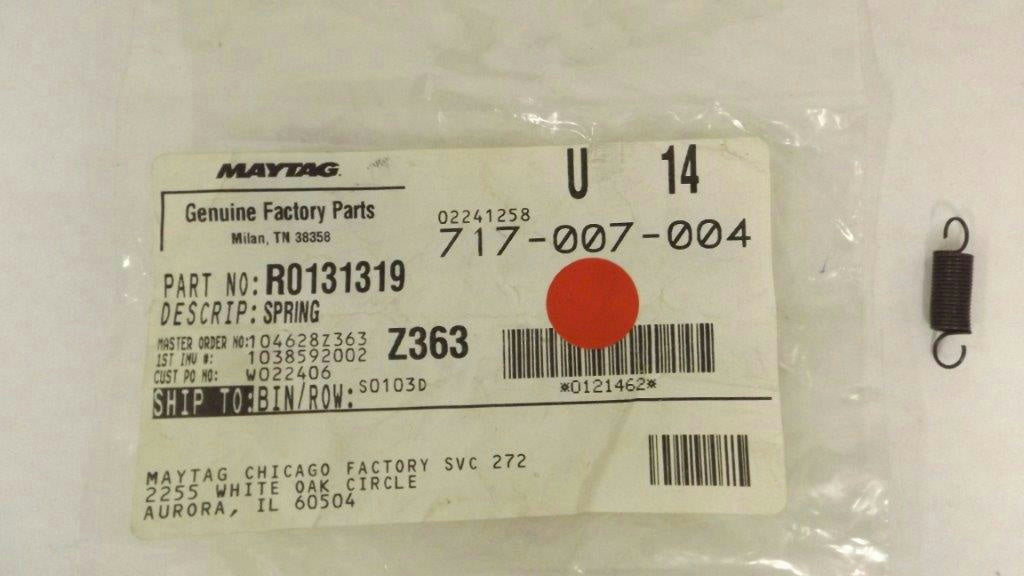 MAYTAG.
Genuine Factory Parts
Milan, TN 38358
U 14
02241258
717-007-004
PART NO: R0131319
DESCRIP: SPRING
MASTER ORDER NO: 104628Z363
1ST INV #: 1038592002
CUST PO NO: W022406
Z363
SHIP TO: BIN/ROW: S0103D
*0121462*
MAYTAG CHICAGO FACTORY SVC 272
2255 WHITE OAK CIRCLE
AURORA, IL 60504